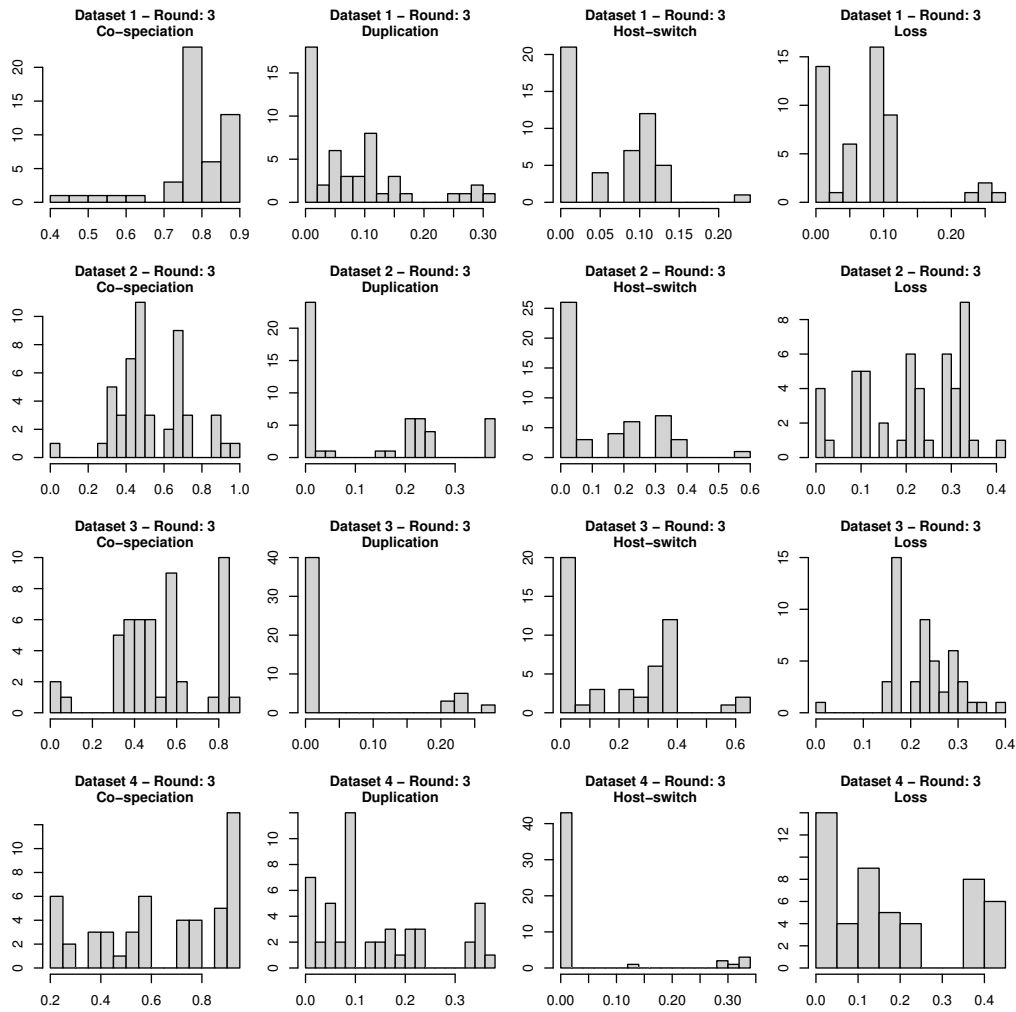 Dataset 1 − Round: 3
Co−speciation
0 5 10 15 20
0.4 0.5 0.6 0.7 0.8 0.9
Dataset 1 − Round: 3
Duplication
0 5 10 15
0.00 0.10 0.20 0.30
Dataset 1 − Round: 3
Host−switch
0 5 10 15 20
0.00 0.05 0.10 0.15 0.20
Dataset 1 − Round: 3
Loss
0 5 10 15
0.00 0.10 0.20
Dataset 2 − Round: 3
Co−speciation
0 2 4 6 8 10
0.0 0.2 0.4 0.6 0.8 1.0
Dataset 2 − Round: 3
Duplication
0 5 10 15 20
0.0 0.1 0.2 0.3
Dataset 2 − Round: 3
Host−switch
0 5 10 15 20 25
0.0 0.1 0.2 0.3 0.4 0.5 0.6
Dataset 2 − Round: 3
Loss
0 2 4 6 8
0.0 0.1 0.2 0.3 0.4
Dataset 3 − Round: 3
Co−speciation
0 2 4 6 8 10
0.0 0.2 0.4 0.6 0.8
Dataset 3 − Round: 3
Duplication
0 10 20 30 40
0.00 0.10 0.20
Dataset 3 − Round: 3
Host−switch
0 5 10 15 20
0.0 0.2 0.4 0.6
Dataset 3 − Round: 3
Loss
0 5 10 15
0.0 0.1 0.2 0.3 0.4
Dataset 4 − Round: 3
Co−speciation
0 2 4 6 8 10
0.2 0.4 0.6 0.8
Dataset 4 − Round: 3
Duplication
0 2 4 6 8 10
0.0 0.1 0.2 0.3
Dataset 4 − Round: 3
Host−switch
0 10 20 30 40
0.00 0.10 0.20 0.30
Dataset 4 − Round: 3
Loss
0 2 4 6 8 12
0.0 0.1 0.2 0.3 0.4